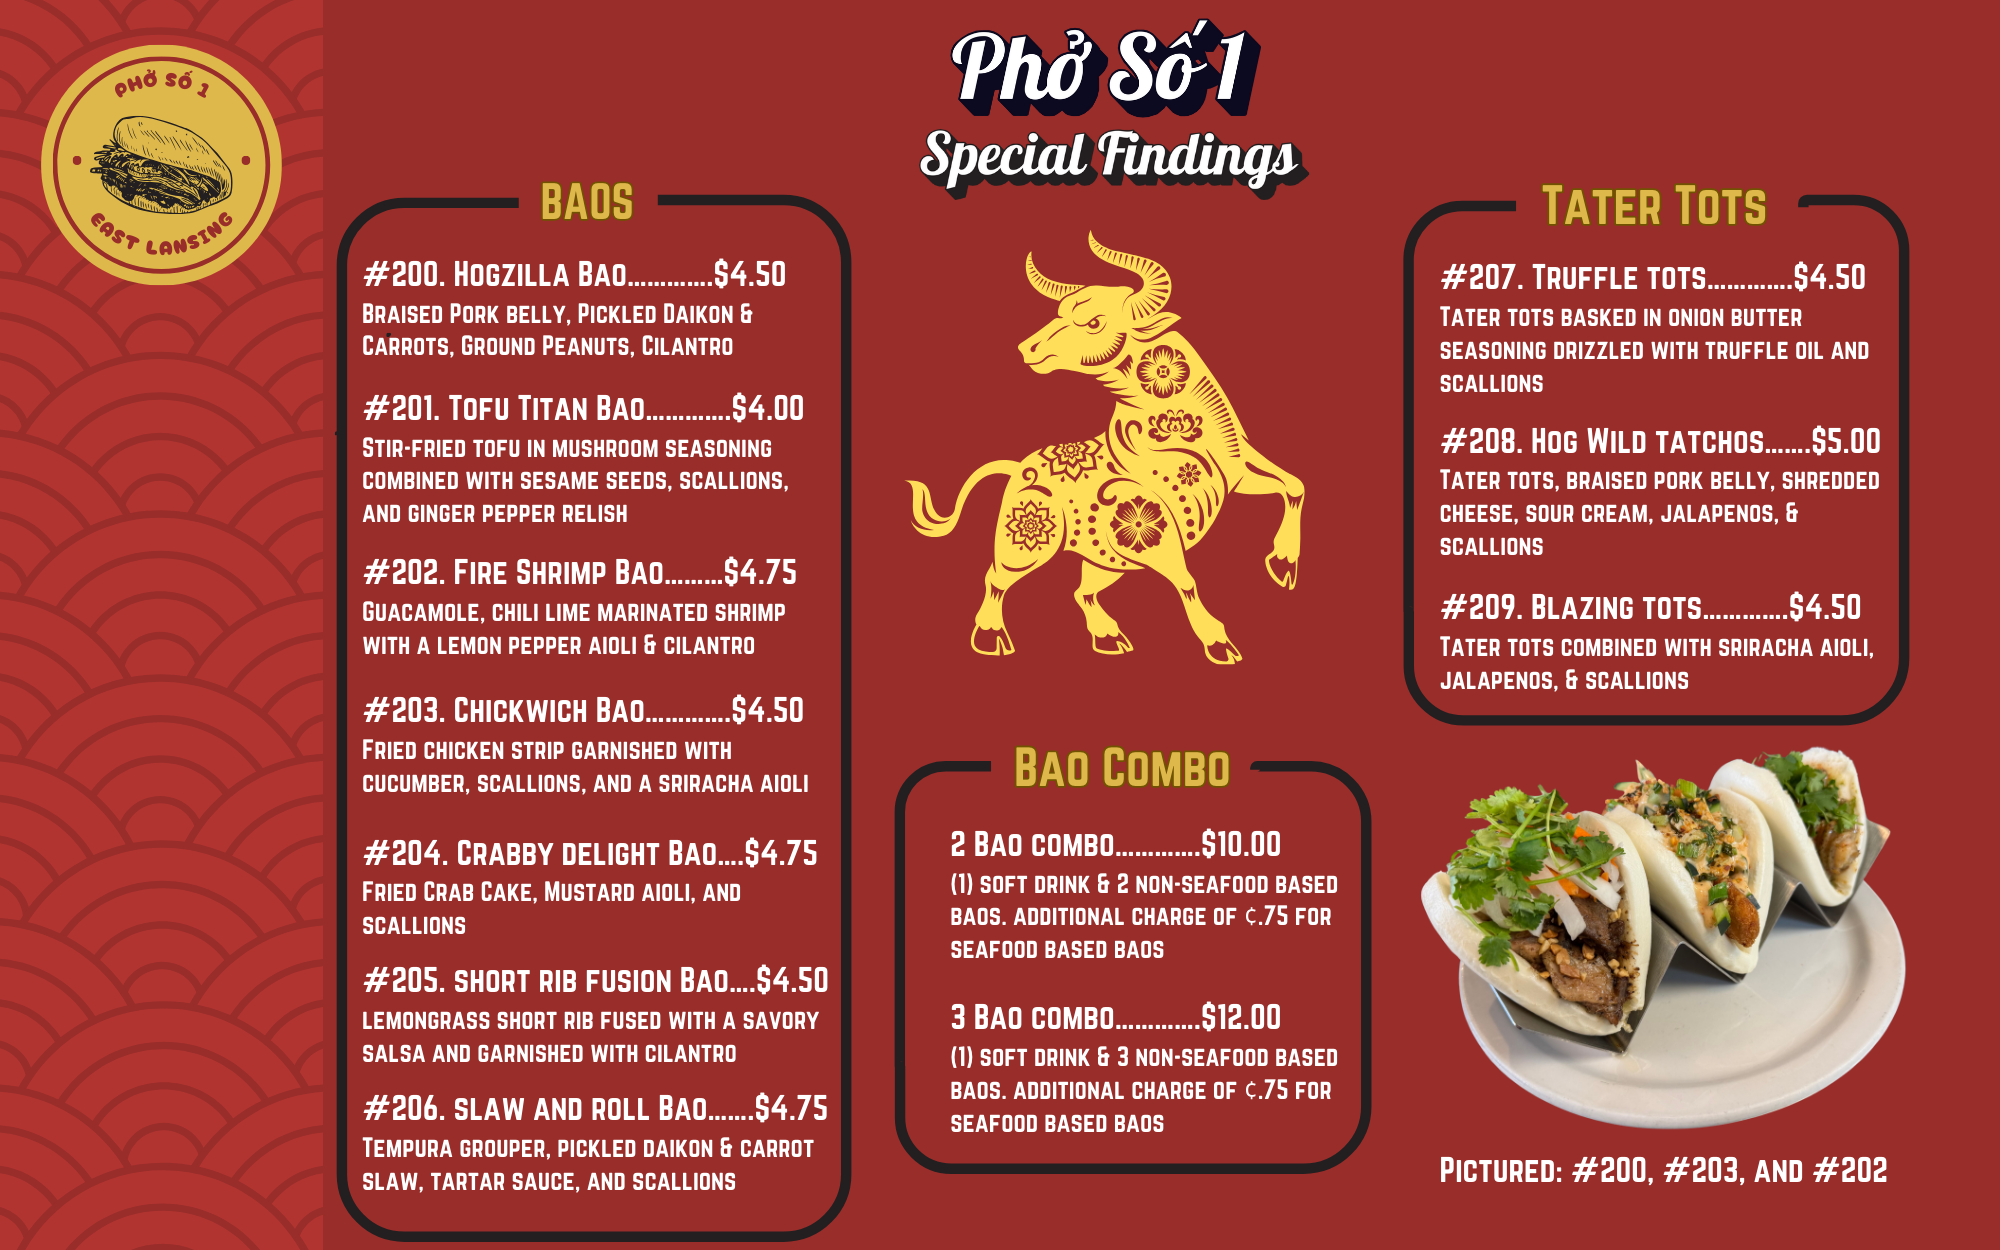 Phở Số 1
East Lansing
Phở Số 1
Special Findings
Baos
#200. Hogzilla Bao.............$4.50
Braised Pork belly, Pickled Daikon &
Carrots, Ground Peanuts, Cilantro
#201. Tofu Titan Bao.............$4.00
Stir-fried tofu in mushroom seasoning
combined with sesame seeds, scallions,
and ginger pepper relish
#202. Fire Shrimp Bao.........$4.75
Guacamole, chili lime marinated shrimp
with a lemon pepper aioli & cilantro
#203. Chickwich Bao.............$4.50
Fried chicken strip garnished with
cucumber, scallions, and a sriracha aioli
#204. Crabby delight Bao....$4.75
Fried Crab Cake, Mustard aioli, and
scallions
#205. short rib fusion Bao....$4.50
lemongrass short rib fused with a savory
salsa and garnished with cilantro
#206. slaw and roll Bao.......$4.75
Tempura grouper, pickled daikon & carrot
slaw, tartar sauce, and scallions
Bao Combo
2 Bao combo.............$10.00
(1) soft drink & 2 non-seafood based
baos. additional charge of ¢.75 for
seafood based baos
3 Bao combo.............$12.00
(1) soft drink & 3 non-seafood based
baos. additional charge of ¢.75 for
seafood based baos
Tater Tots
#207. Truffle tots.............$4.50
Tater tots basked in onion butter
seasoning drizzled with truffle oil and
scallions
#208. Hog Wild tatchos.......$5.00
Tater tots, braised pork belly, shredded
cheese, sour cream, jalapenos, &
scallions
#209. Blazing tots.............$4.50
Tater tots combined with sriracha aioli,
jalapenos, & scallions
Pictured: #200, #203, and #202